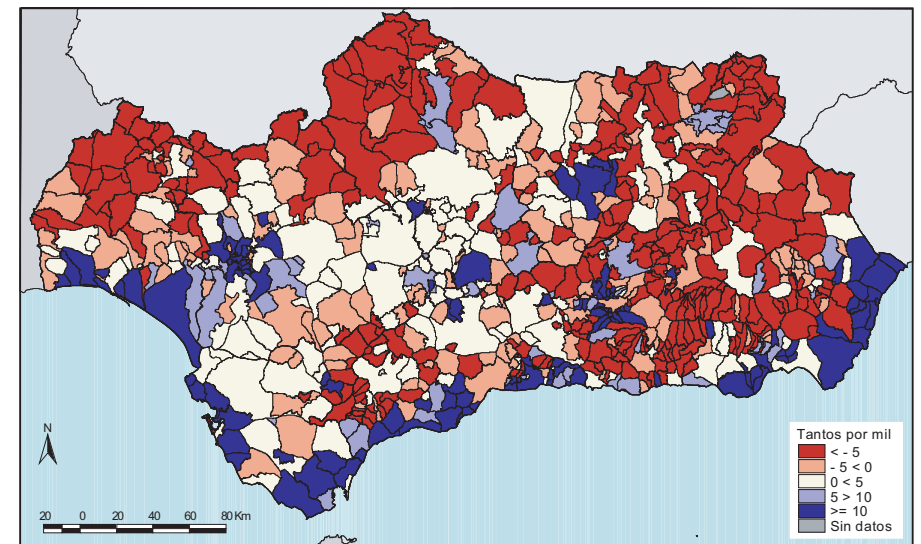 N
20 0 20 40 60 80 Km
Tantos por mil
< - 5
- 5 < 0
0 < 5
5 > 10
>= 10
Sin datos